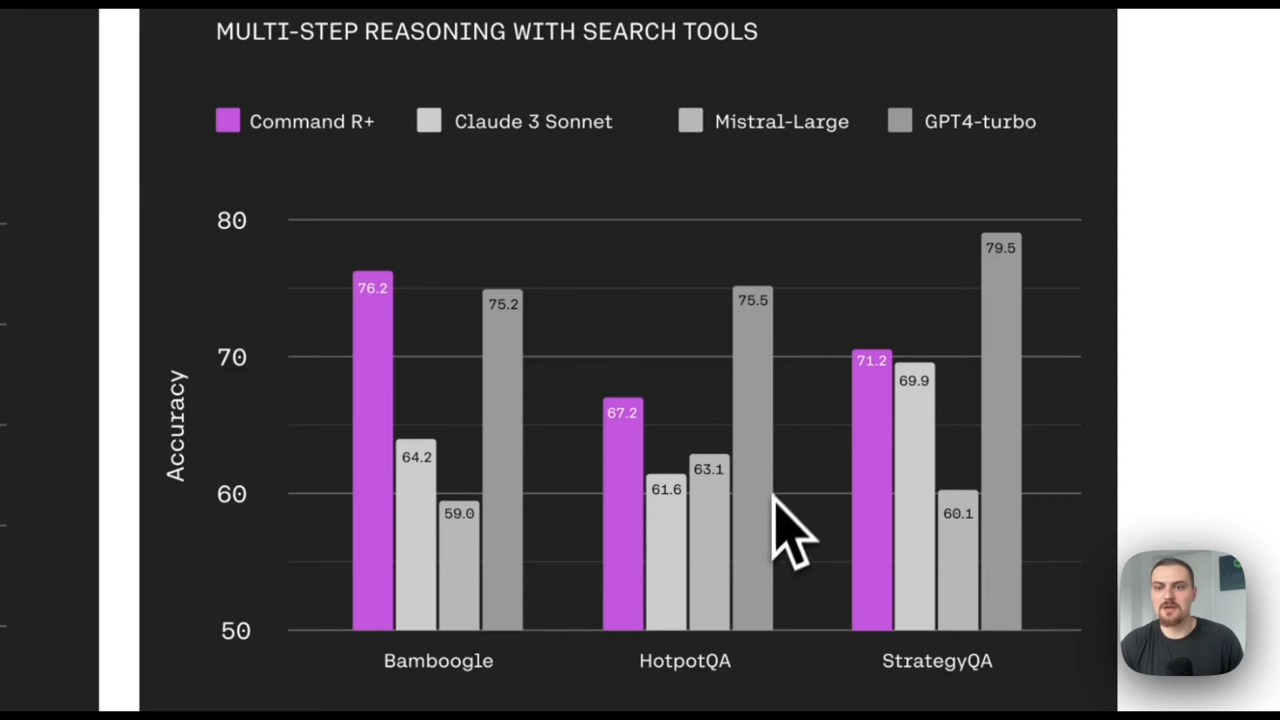 MULTI-STEP REASONING WITH SEARCH TOOLS
Command R+ Claude 3 Sonnet Mistral-Large GPT4-turbo
80
70
60
50
Accuracy
76.2 64.2 59.0 75.2
67.2 61.6 63.1 75.5
71.2 69.9 60.1 79.5
Bamboogle HotpotQA StrategyQA